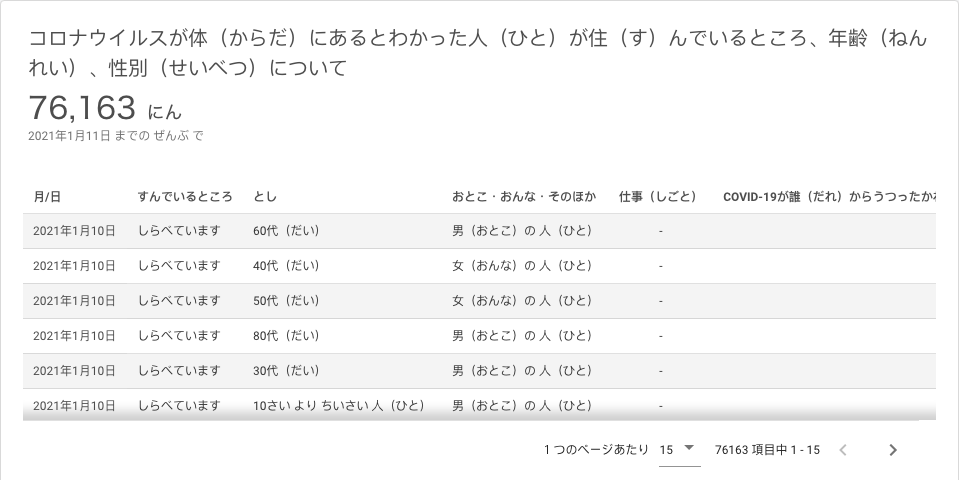 コロナウイルスが体（からだ）にあるとわかった人（ひと）が住（す）んでいるところ、年齢（ねん
れい）、性別（せいべつ）について
76,163 にん
2021年1月11日 までの ぜんぶ で
月/日 すんでいるところ とし おとこ・おんな・そのほか 仕事（しごと） COVID-19が誰（だれ）からうつったか
2021年1月10日 しらべています 60代（だい） 男（おとこ）の 人（ひと） -
2021年1月10日 しらべています 40代（だい） 女（おんな）の 人（ひと） -
2021年1月10日 しらべています 50代（だい） 女（おんな）の 人（ひと） -
2021年1月10日 しらべています 80代（だい） 男（おとこ）の 人（ひと） -
2021年1月10日 しらべています 30代（だい） 男（おとこ）の 人（ひと） -
2021年1月10日 しらべています 10さい より ちいさい 人（ひと） 男（おとこ）の 人（ひと） -
1 つのページあたり 15 76163 項目中 1 - 15